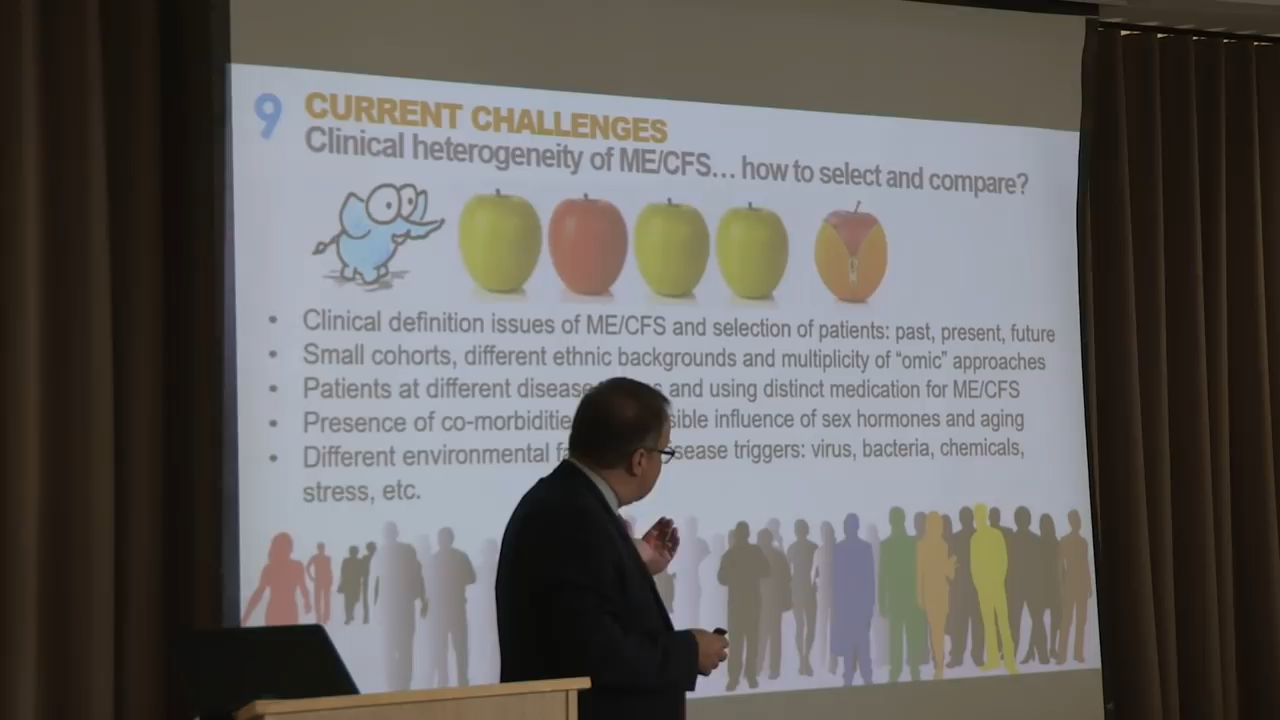 9 CURRENT CHALLENGES
Clinical heterogeneity of ME/CFS... how to select and compare?
• Clinical definition issues of ME/CFS and selection of patients: past, present, future
• Small cohorts, different ethnic backgrounds and multiplicity of “omic” approaches
• Patients at different disease and using distinct medication for ME/CFS
• Presence of co-morbiditie sible influence of sex hormones and aging
• Different environmental fa sease triggers: virus, bacteria, chemicals,
stress, etc.